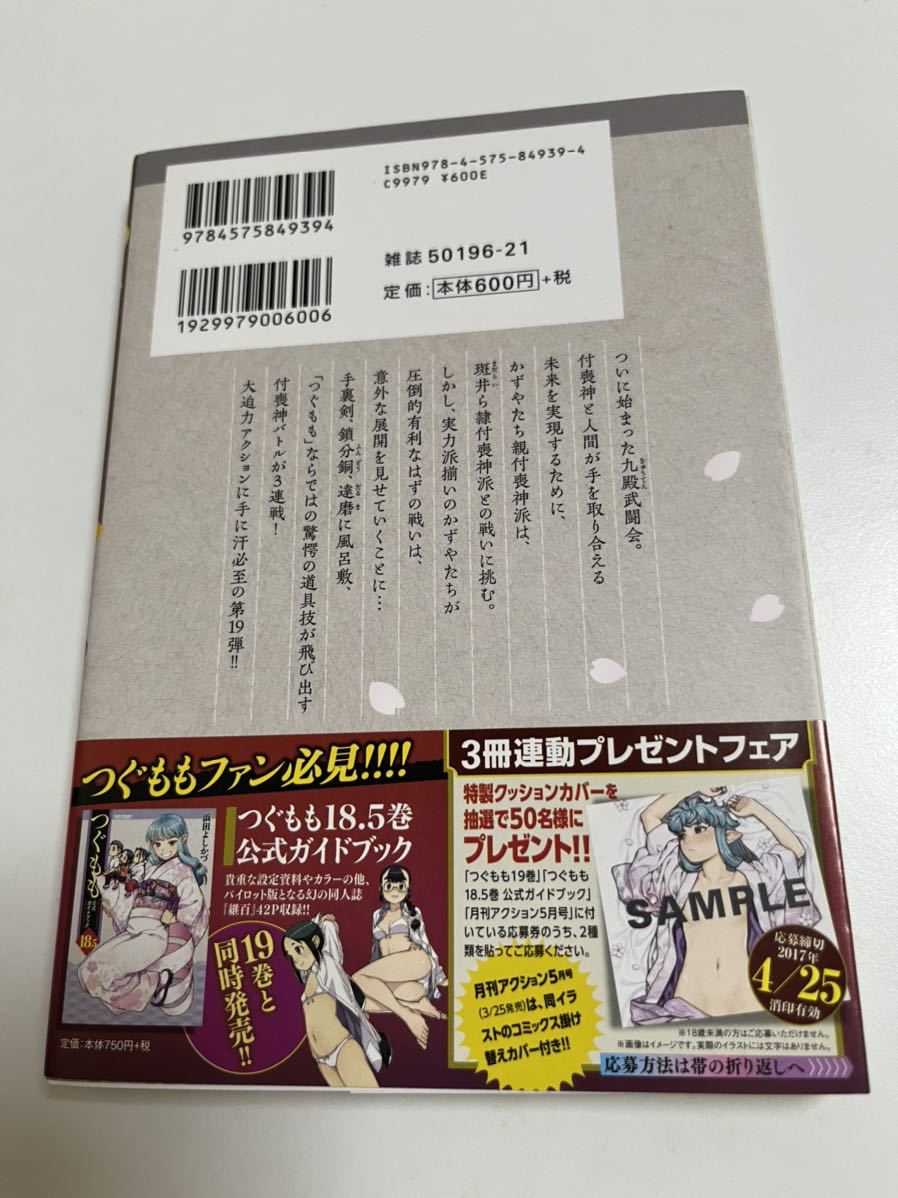 ISBN978-4-575-84939-4
C9979 ¥600E
9784575849394
雑誌 50196-21
定価：本体600円+税
1929979006006
ついに始まった九殿武闘会。
付喪神と人間が手を取り合える
未来を実現するために、
かずやたち親付喪神派は、
斑井ら隷付喪神派との戦いに挑む。
しかし、実力派揃いのかずやたちが
圧倒的有利なはずの戦いは、
意外な展開を見せていくことに…
手裏剣、鎖分銅、達磨に風呂敷、
「つぐもも」ならではの驚愕の道具技が飛び出す
付喪神バトルが3連戦！
大迫力アクションに手に汗必至の第19弾!!
つぐももファン必見!!!!
浜田よしかづ
つぐもも
公式ガイドブック
18.5
つぐもも18.5巻
公式ガイドブック
貴重な設定資料やカラーの他、
パイロット版となる幻の同人誌
『継百』42P収録!!
19巻と
同時発売!!
定価:本体750円+税
3冊連動プレゼントフェア
特製クッションカバーを
抽選で50名様に
プレゼント!!
「つぐもも19巻」「つぐもも
18.5巻 公式ガイドブック」
「月刊アクション5月号」に付
いている応募券のうち、2種
類を貼ってご応募ください。
月刊アクション5月号
(3/25発売)は、同イラ
ストのコミックス掛け
替えカバー付き!!
SAMPLE
応募締切
2017年
4/25
消印有効
※18歳未満の方はご応募いただけません。
※画像はイメージです。実際のイラストには文字はありません。
応募方法は帯の折り返しへ